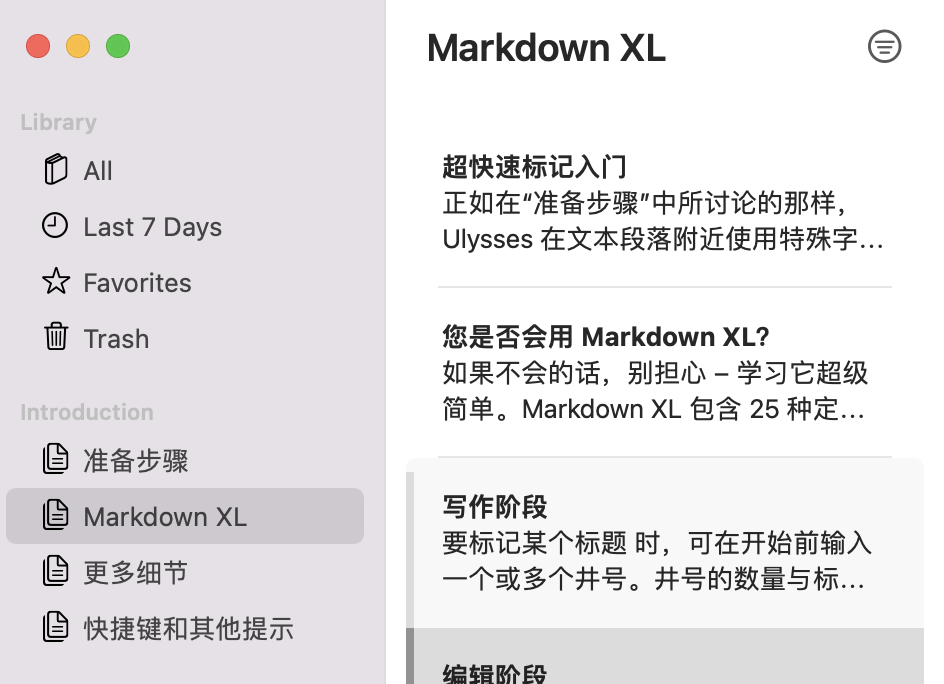 Library
All
Last 7 Days
Favorites
Trash
Introduction
准备步骤
Markdown XL
更多细节
快捷键和其他提示
Markdown XL
超快速标记入门
正如在“准备步骤”中所讨论的那样，
Ulysses 在文本段落附近使用特殊字…
您是否会用 Markdown XL?
如果不会的话，别担心 – 学习它超级
简单。Markdown XL 包含 25 种定…
写作阶段
要标记某个标题 时，可在开始前输入
一个或多个井号。井号的数量与标…
编辑阶段